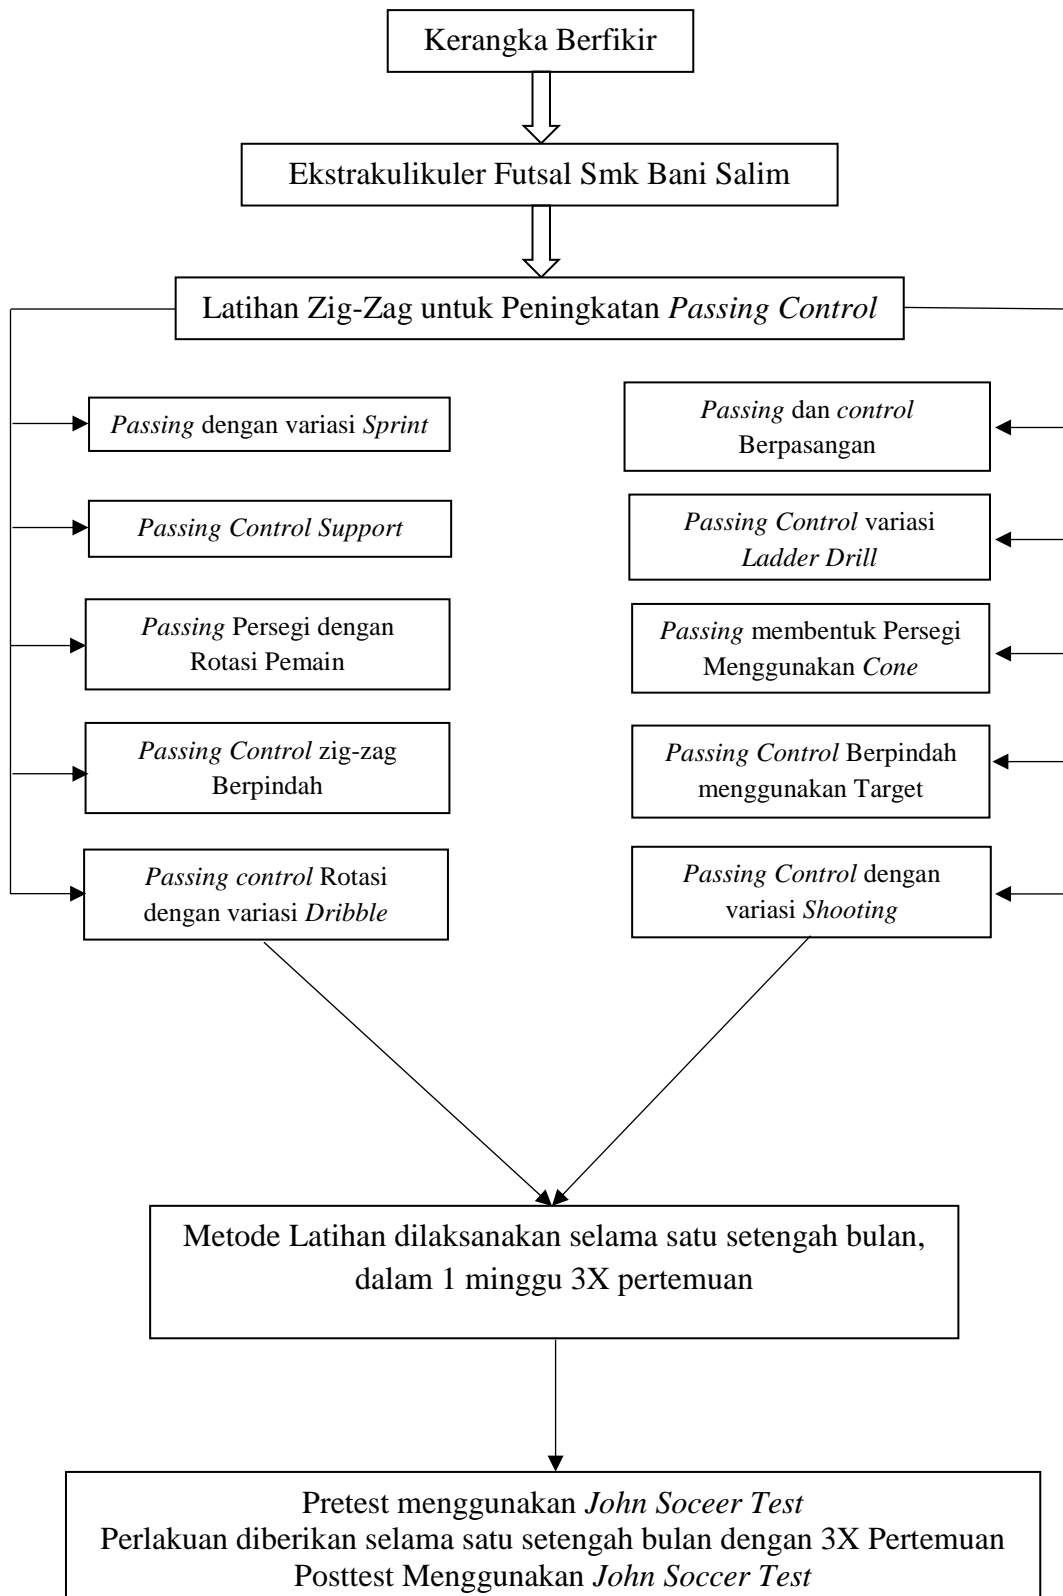 Kerangka Berfikir
Ekstrakulikuler Futsal Smk Bani Salim
Latihan Zig-Zag untuk Peningkatan Passing Control
Passing dengan variasi Sprint
Passing Control Support
Passing Persegi dengan
Rotasi Pemain
Passing Control zig-zag
Berpindah
Passing control Rotasi
dengan variasi Dribble
Passing dan control
Berpasangan
Passing Control variasi
Ladder Drill
Passing membentuk Persegi
Menggunakan Cone
Passing Control Berpindah
menggunakan Target
Passing Control dengan
variasi Shooting
Metode Latihan dilaksanakan selama satu setengah bulan,
dalam 1 minggu 3X pertemuan
Pretest menggunakan John Soceer Test
Perlakuan diberikan selama satu setengah bulan dengan 3X Pertemuan
Posttest Menggunakan John Soccer Test